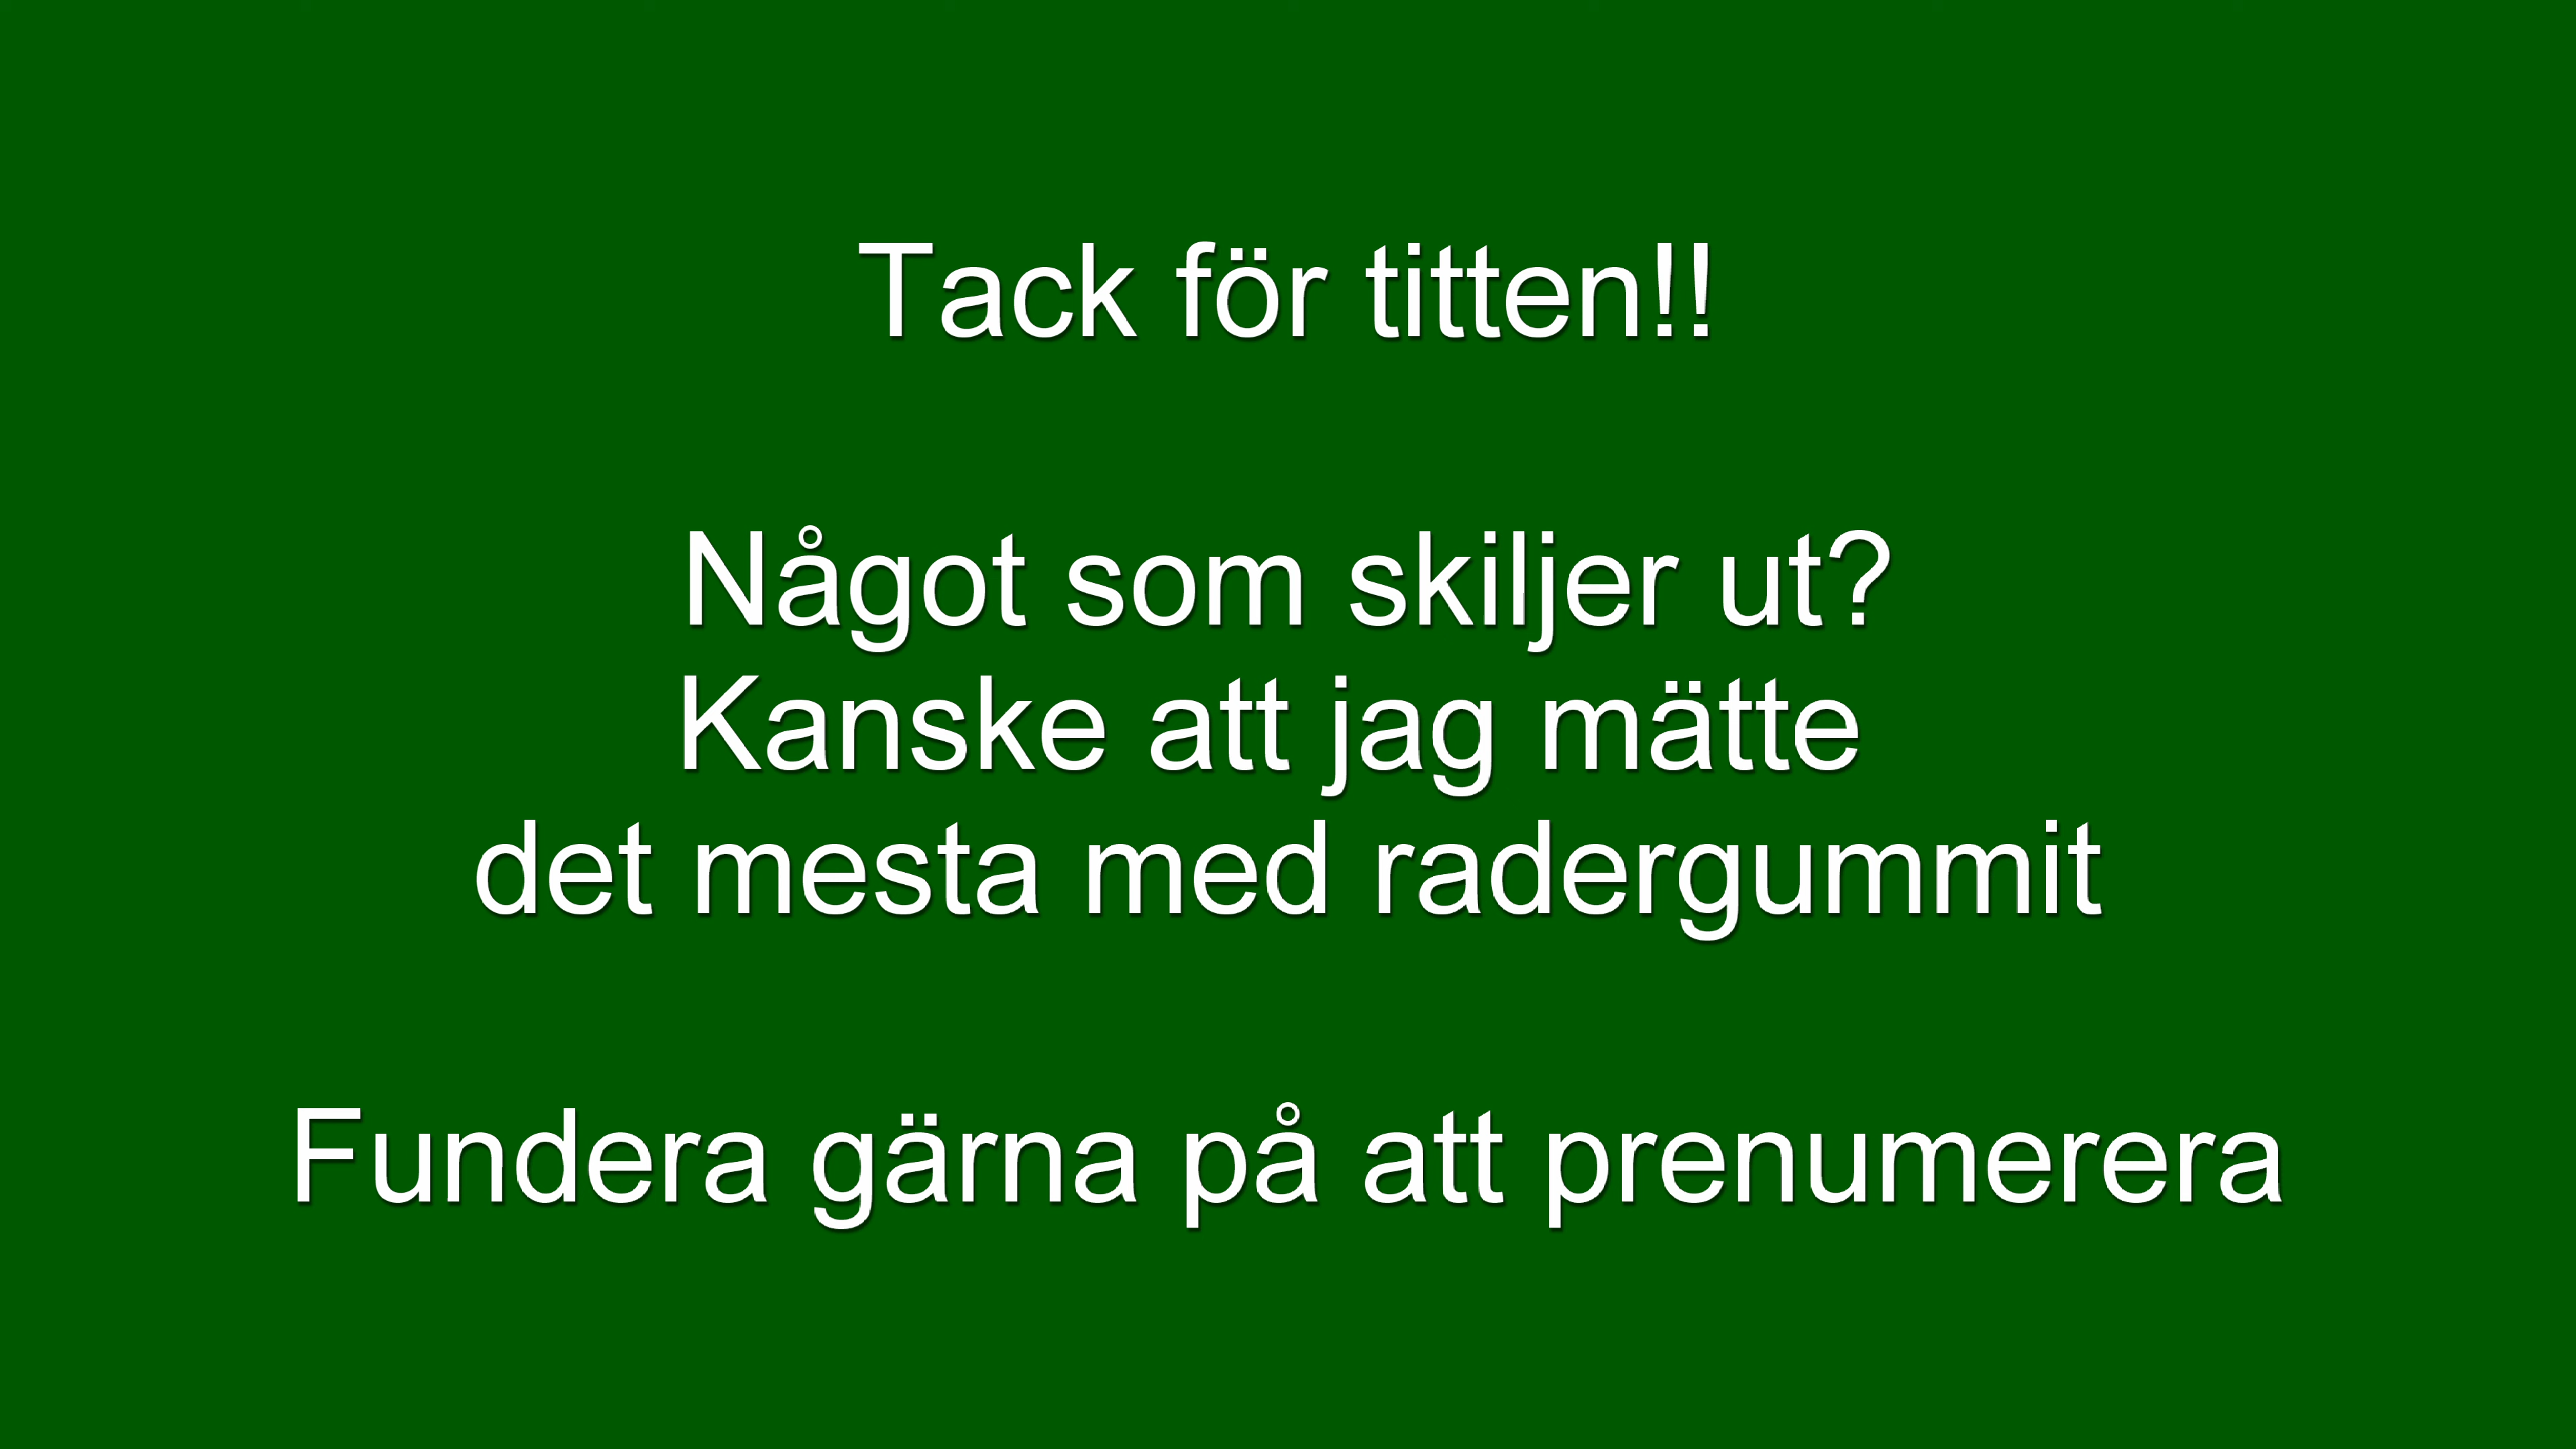 Tack för titten!!
Något som skiljer ut?
Kanske att jag mätte
det mesta med radergummit
Fundera gärna på att prenumerera